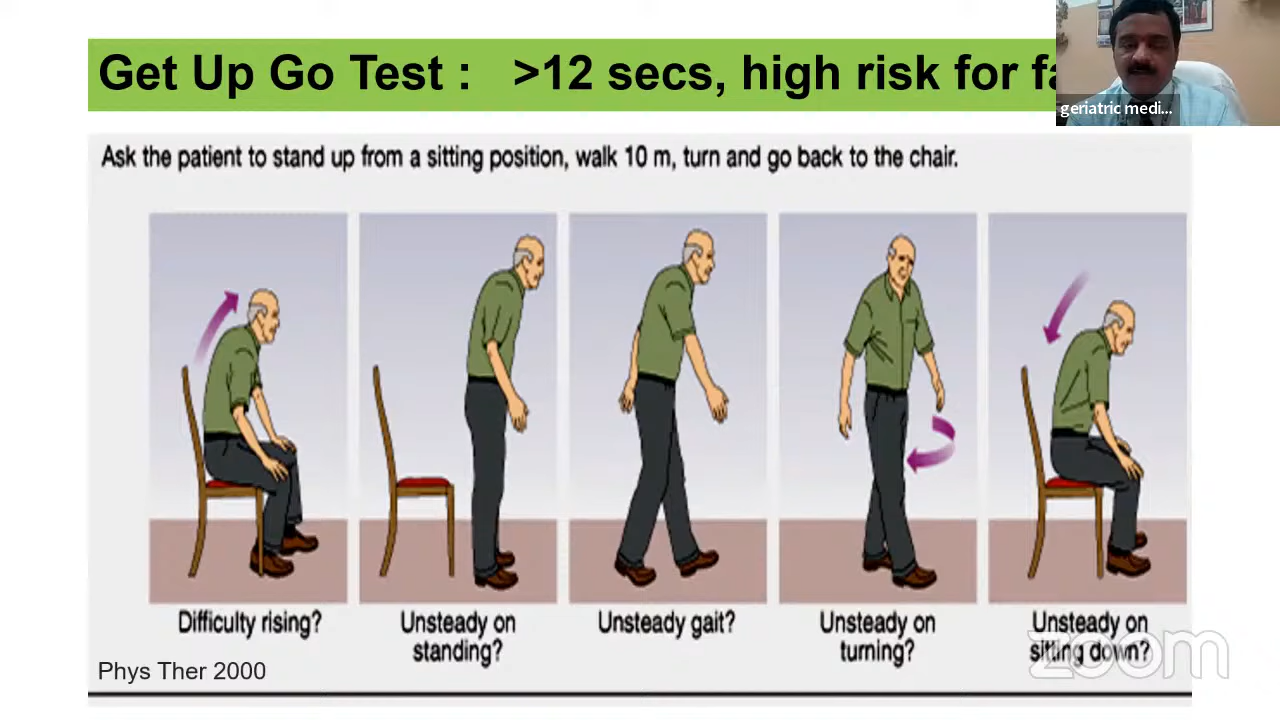 Get Up Go Test : >12 secs, high risk for fa
geriatric medi...
Ask the patient to stand up from a sitting position, walk 10 m, turn and go back to the chair.
Difficulty rising?
Unsteady on
standing?
Unsteady gait?
Unsteady on
turning?
Unsteady on
sitting down?
Phys Ther 2000
zoom